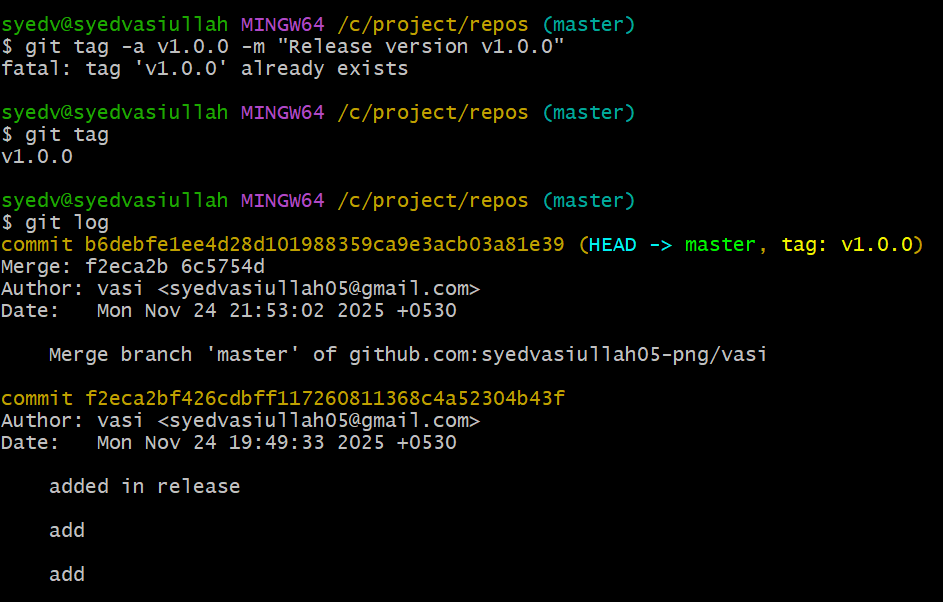 syedv@syedvasiullah MINGW64 /c/project/repos (master)
$ git tag -a v1.0.0 -m "Release version v1.0.0"
fatal: tag 'v1.0.0' already exists
syedv@syedvasiullah MINGW64 /c/project/repos (master)
$ git tag
v1.0.0
syedv@syedvasiullah MINGW64 /c/project/repos (master)
$ git log
commit b6debfe1ee4d28d101988359ca9e3acb03a81e39 (HEAD -> master, tag: v1.0.0)
Merge: f2eca2b 6c5754d
Author: vasi <syedvasiullah05@gmail.com>
Date:   Mon Nov 24 21:53:02 2025 +0530
    Merge branch 'master' of github.com:syedvasiullah05-png/vasi
commit f2eca2bf426cdbff117260811368c4a52304b43f
Author: vasi <syedvasiullah05@gmail.com>
Date:   Mon Nov 24 19:49:33 2025 +0530
    added in release
    add
    add